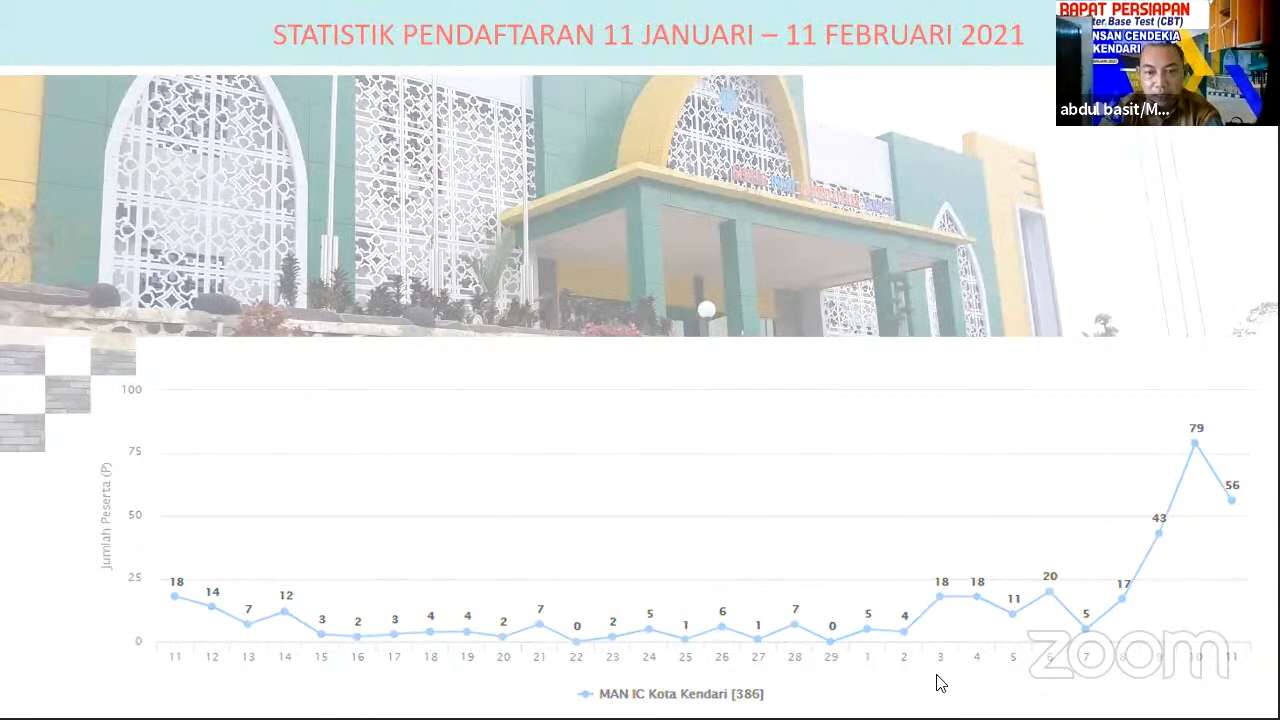 STATISTIK PENDAFTARAN 11 JANUARI – 11 FEBRUARI 2021
RAPAT PERSIAPAN
ter Base Test (CBT)
NSAN CENDEKIA
KENDARI
abdul basit/M...
Jumlah Peserta (P)
100
75
50
25
0
18 14 7 12 3 2 3 4 4 2 7 0 2 5 1 6 1 7 0 5 4 18 18 11 20 5 17 43 79 56
11 12 13 14 15 16 17 18 19 20 21 22 23 24 25 26 27 28 29 1 2 3 4 5 6 7 8 9 10 11
MAN IC Kota Kendari [386]
zoom